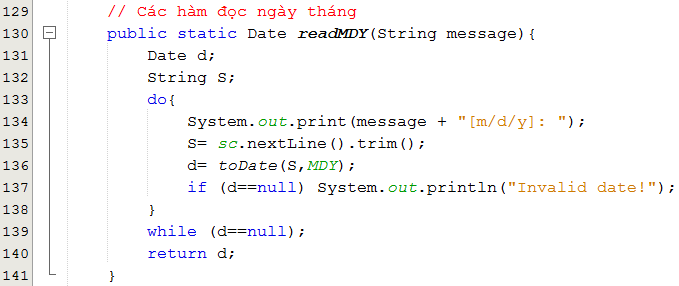 129 // Các hàm đọc ngày tháng
130 public static Date readMDY(String message){
131 Date d;
132 String S;
133 do{
134 System.out.print(message + "[m/d/y]: ");
135 S= sc.nextLine().trim();
136 d= toDate(S,MDY);
137 if (d==null) System.out.println("Invalid date!");
138 }
139 while (d==null);
140 return d;
141 }